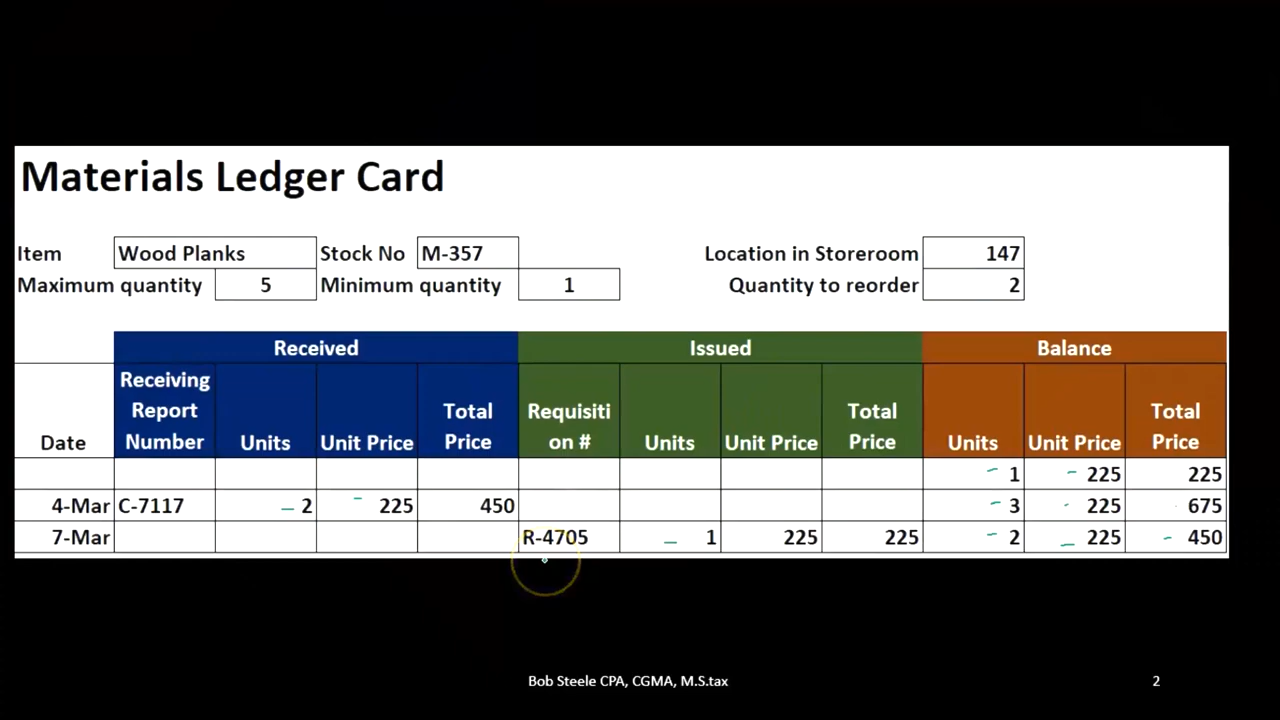 Materials Ledger Card
Item Wood Planks Stock No M-357 Location in Storeroom 147
Maximum quantity 5 Minimum quantity 1 Quantity to reorder 2
Received Issued Balance
Date Receiving Report Number Units Unit Price Total Price Requisiti on # Units Unit Price Total Price Units Unit Price Total Price
1 225 225
4-Mar C-7117 2 225 450 3 225 675
7-Mar R-4705 1 225 225 2 225 450
Bob Steele CPA, CGMA, M.S.tax 2